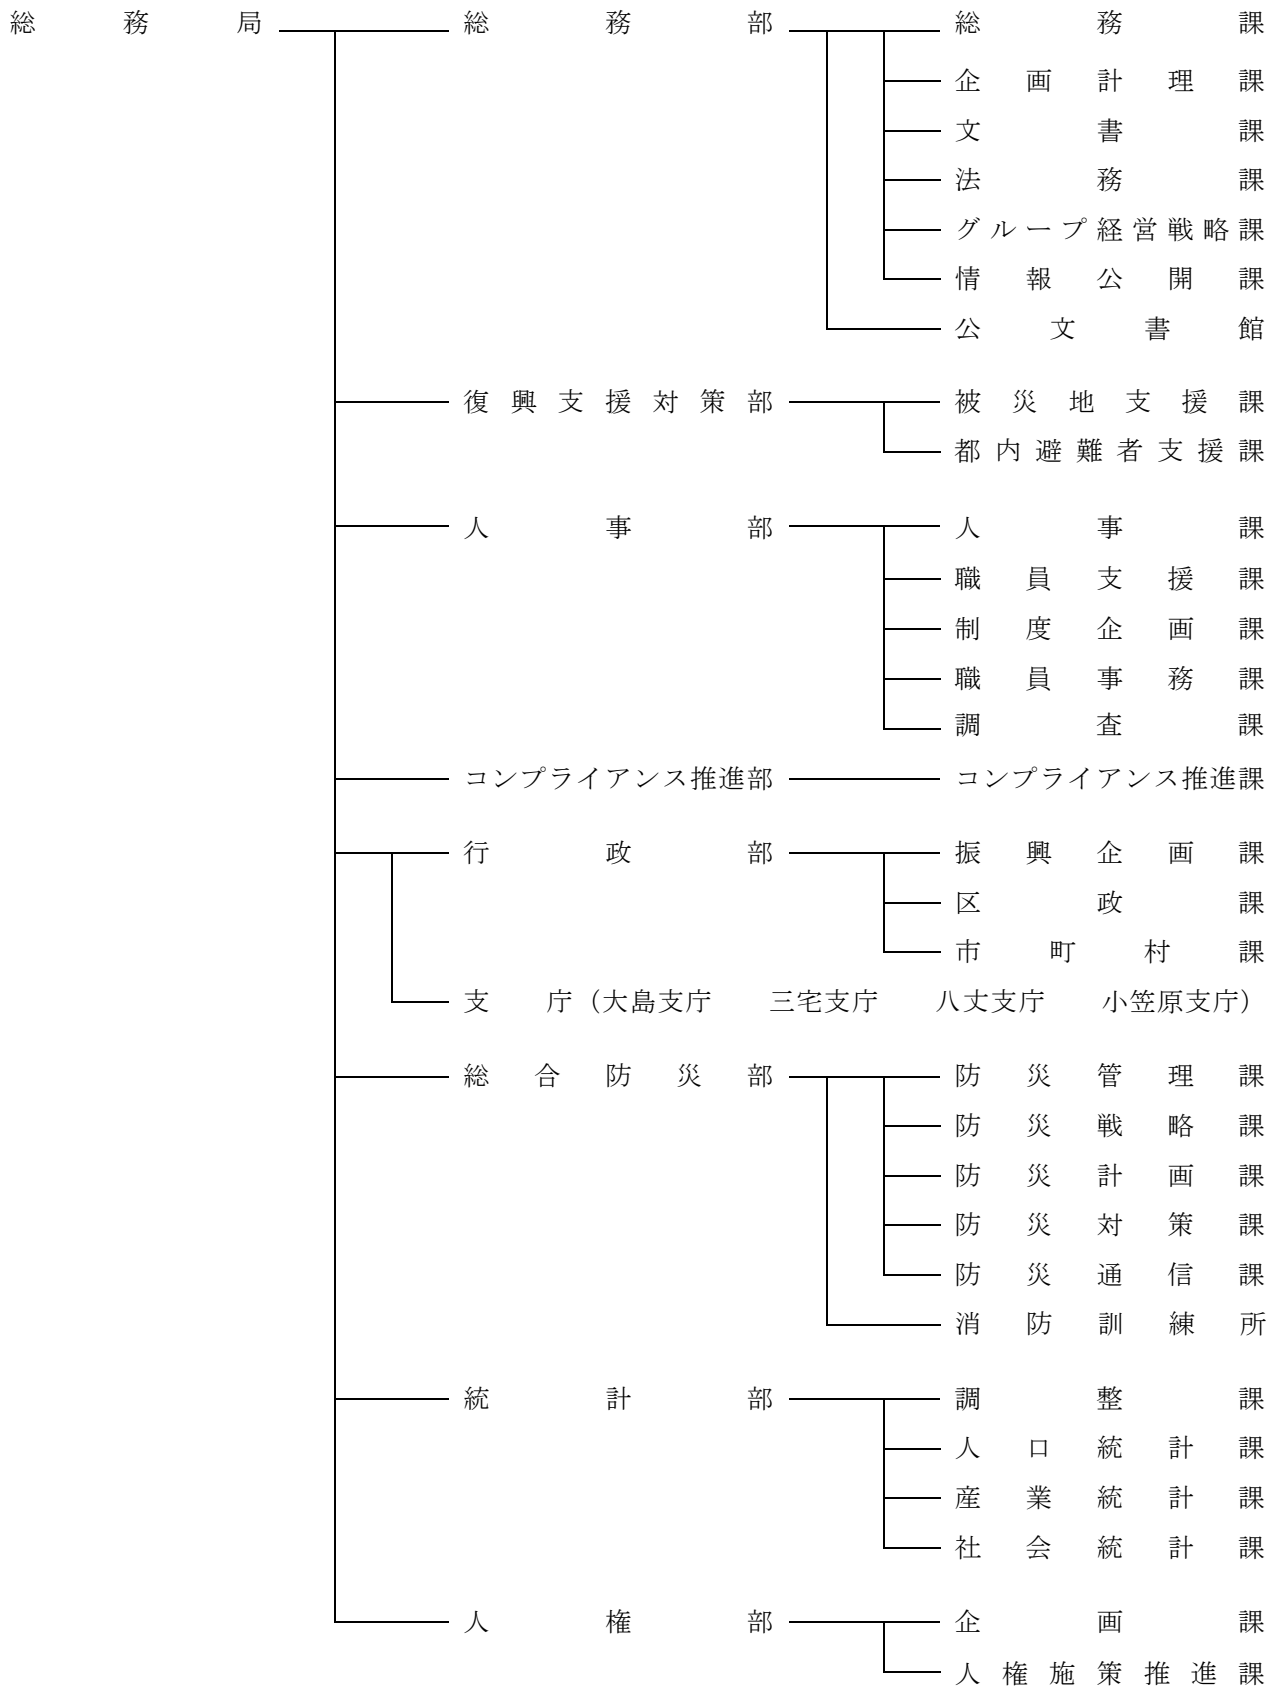 総務局 総務部 総務課
企画計理課
文書課
法務課
グループ経営戦略課
情報公開課
公文書館
復興支援対策部 被災地支援課
都内避難者支援課
人事部 人事課
職員支援課
制度企画課
職員事務課
調査課
コンプライアンス推進部 コンプライアンス推進課
行政部 振興企画課
区政課
市町村課
支庁（大島支庁 三宅支庁 八丈支庁 小笠原支庁）
総合防災部 防災管理課
防災戦略課
防災計画課
防災対策課
防災通信課
消防訓練所
統計部 調整課
人口統計課
産業統計課
社会統計課
人権部 企画課
人権施策推進課